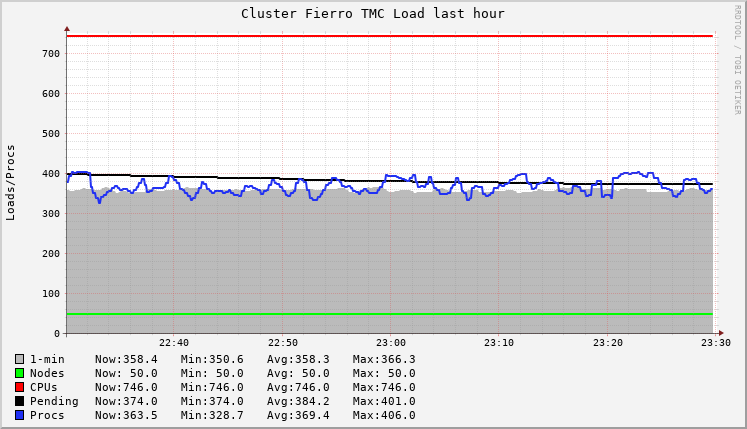 Cluster Fierro TMC Load last hour
RRDTOOL / TOBI OETIKER
Loads/Procs
700
600
500
400
300
200
100
0
22:40 22:50 23:00 23:10 23:20 23:30
1-min Now:358.4 Min:350.6 Avg:358.3 Max:366.3
Nodes Now: 50.0 Min: 50.0 Avg: 50.0 Max: 50.0
CPUs Now:746.0 Min:746.0 Avg:746.0 Max:746.0
Pending Now:374.0 Min:374.0 Avg:384.2 Max:401.0
Procs Now:363.5 Min:328.7 Avg:369.4 Max:406.0